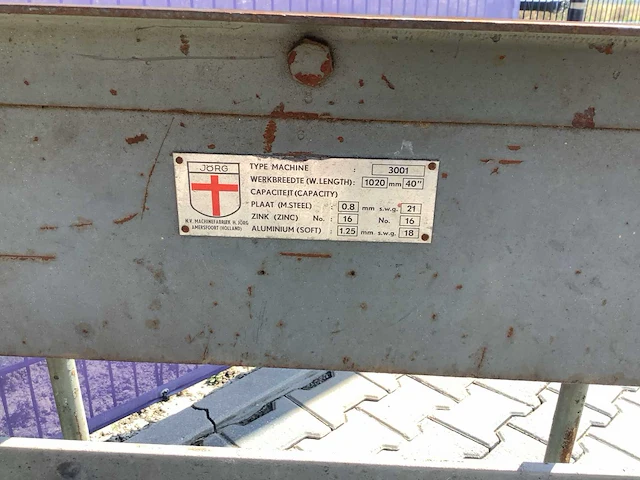 JÖRG
N.V. MACHINEFABRIEK H. JÖRG
AMERSFOORT (HOLLAND)
TYPE MACHINE : 3001
WERKBREEDTE (W. LENGTH) : 1020 mm 40"
CAPACITEIT (CAPACITY)
PLAAT (M.STEEL) : 0.8 mm s.w.g. 21
ZINK (ZINC) No. : 16 No. 16
ALUMINIUM (SOFT) : 1.25 mm s.w.g. 18